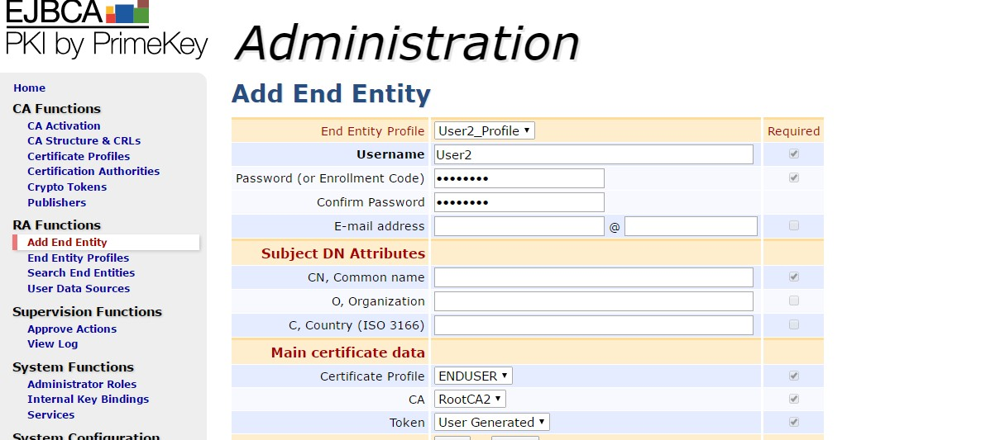 EJBCA
PKI by PrimeKey
Administration
Home
CA Functions
CA Activation
CA Structure & CRLs
Certificate Profiles
Certification Authorities
Crypto Tokens
Publishers
RA Functions
Add End Entity
End Entity Profiles
Search End Entities
User Data Sources
Supervision Functions
Approve Actions
View Log
System Functions
Administrator Roles
Internal Key Bindings
Services
System Configuration
Add End Entity
End Entity Profile User2_Profile Required
Username User2
Password (or Enrollment Code) ••••••••
Confirm Password ••••••••
E-mail address @
Subject DN Attributes
CN, Common name
O, Organization
C, Country (ISO 3166)
Main certificate data
Certificate Profile ENDUSER
CA RootCA2
Token User Generated